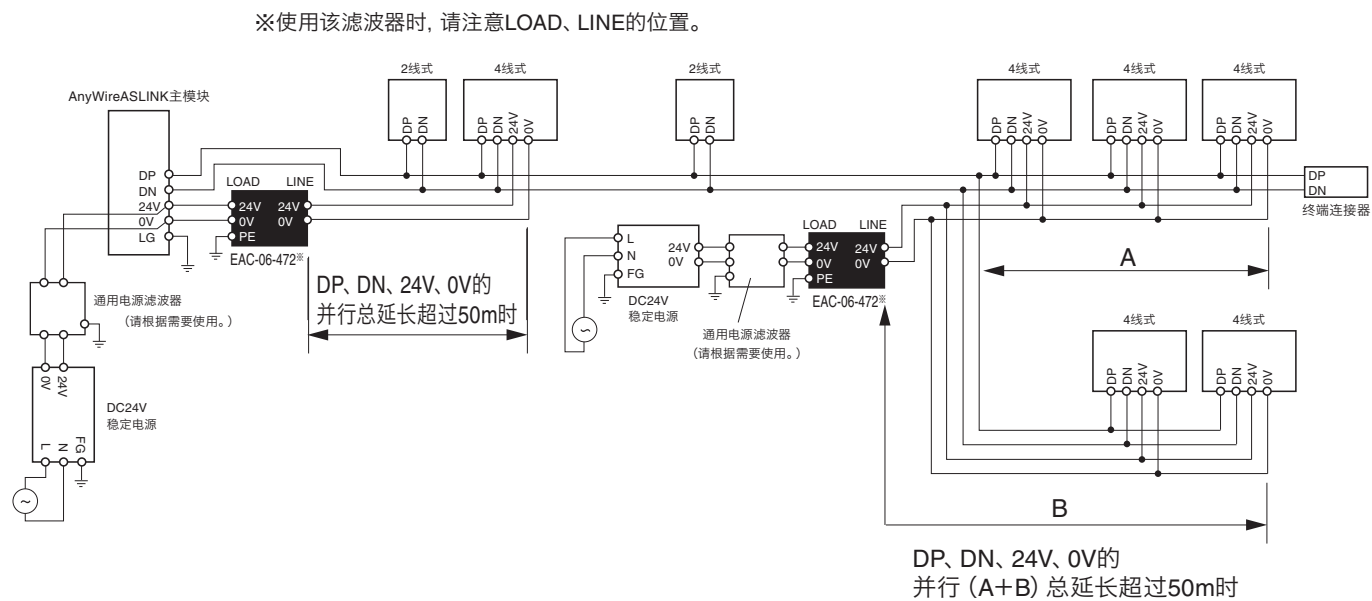 ※使用该滤波器时, 请注意LOAD、LINE的位置。
AnyWireASLINK主模块
DP
DN
24V
0V
LG
2线式
DP
DN
4线式
DP
DN
24V
0V
2线式
DP
DN
4线式
DP
DN
24V
0V
4线式
DP
DN
24V
0V
4线式
DP
DN
24V
0V
DP
DN
终端连接器
LOAD LINE
24V 24V
0V 0V
PE
EAC-06-472※
DP、DN、24V、0V的
并行总延长超过50m时
通用电源滤波器
(请根据需要使用。)
0V
24V
DC24V
稳定电源
L
N
FG
~
L
N
FG
24V
0V
DC24V
稳定电源
~
通用电源滤波器
(请根据需要使用。)
LOAD LINE
24V 24V
0V 0V
PE
EAC-06-472※
A
4线式
DP
DN
24V
0V
4线式
DP
DN
24V
0V
B
DP、DN、24V、0V的
并行(A+B)总延长超过50m时